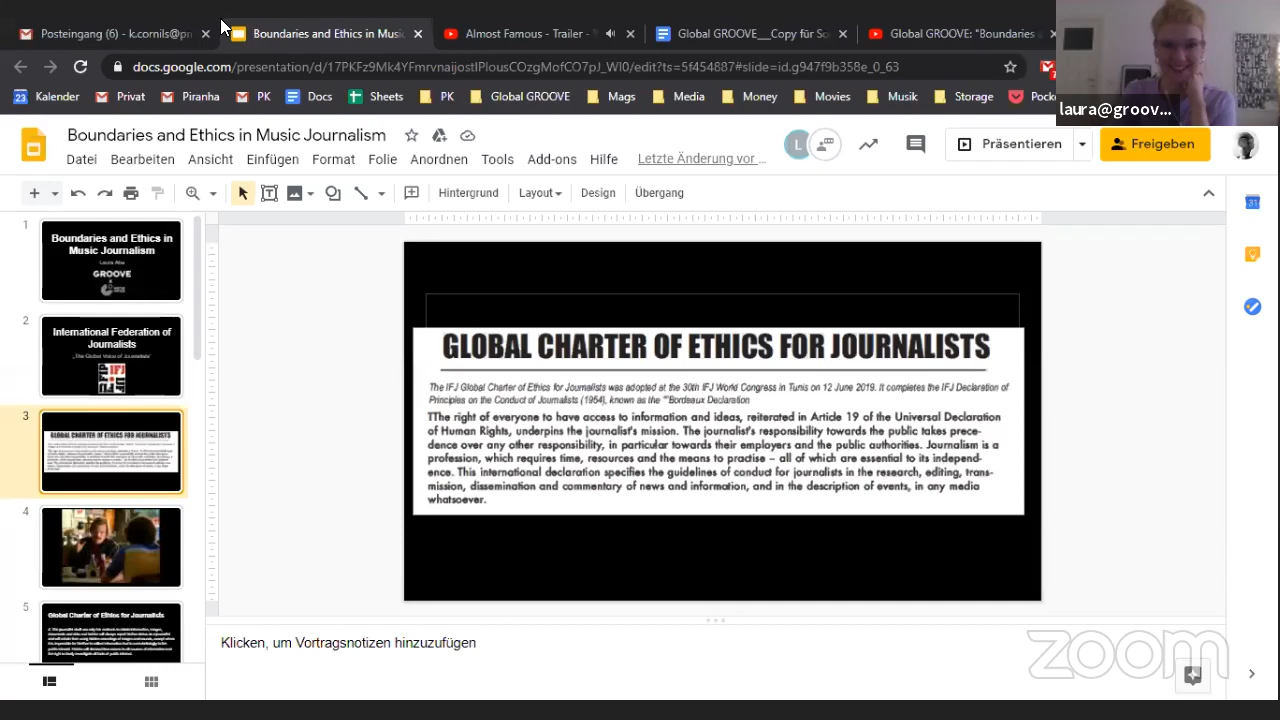 Posteingang (6) - k.cornils@pn
Boundaries and Ethics in Musi
Almost Famous - Trailer -
Global GROOVE__Copy für So
Global GROOVE: "Boundaries a
docs.google.com/presentation/d/17PKFz9Mk4YFmrvnaijostIPlousCOzgMofCO7pJ_WI0/edit?ts=5f454887#slide=id.g947f9b358e_0_63
23
Kalender
Privat
Piranha
PK
Docs
Sheets
PK
Global GROOVE
Mags
Media
Money
Movies
Musik
Storage
Pock
laura@groov...
Boundaries and Ethics in Music Journalism
L
Präsentieren
Freigeben
Datei Bearbeiten Ansicht Einfügen Format Folie Anordnen Tools Add-ons Hilfe Letzte Änderung vor ...
Hintergrund Layout Design Übergang
31
1
Boundaries and Ethics in
Music Journalism
GROOVE
2
International Federation of
Journalists
„The Global Voice of Journalists“
IFJ
3
GLOBAL CHARTER OF ETHICS FOR JOURNALISTS
4
5
Global Charter of Ethics for Journalists
GLOBAL CHARTER OF ETHICS FOR JOURNALISTS
The IFJ Global Charter of Ethics for Journalists was adopted at the 30th IFJ World Congress in Tunis on 12 June 2019. It completes the IFJ Declaration of
Principles on the Conduct of Journalists (1954), known as the ""Bordeaux Declaration
TThe right of everyone to have access to information and ideas, reiterated in Article 19 of the Universal Declaration
of Human Rights, underpins the journalist's mission. The journalist's responsibility towards the public takes prece-
dence over any other responsibility, in particular towards their employers and the public authorities. Journalism is a
profession, which requires time, resources and the means to practise – all of which are essential to its independ-
ence. This international declaration specifies the guidelines of conduct for journalists in the research, editing, trans-
mission, dissemination and commentary of news and information, and in the description of events, in any media
whatsoever.
Klicken, um Vortragsnotizen hinzuzufügen
zoom